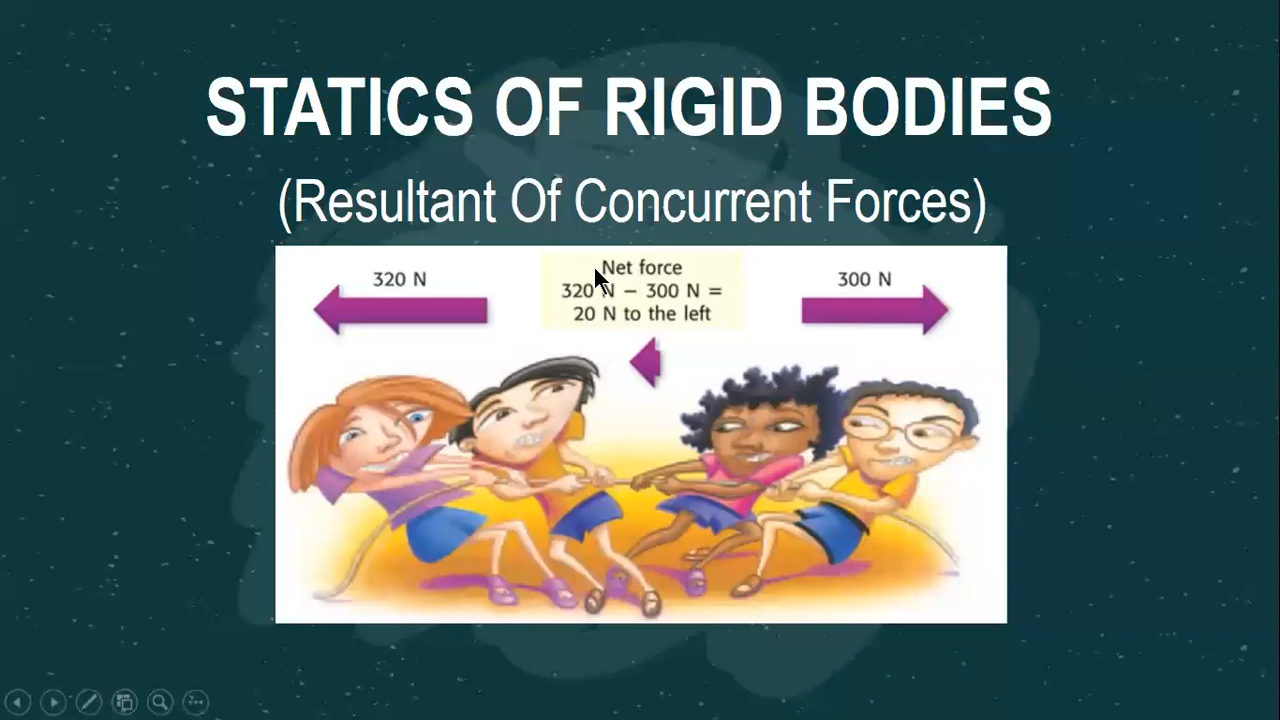 STATICS OF RIGID BODIES
(Resultant Of Concurrent Forces)
320 N
Net force
320 N − 300 N =
20 N to the left
300 N